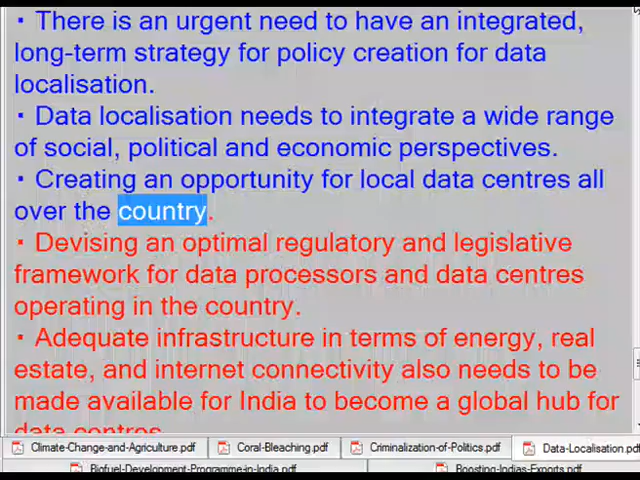 · There is an urgent need to have an integrated,
long-term strategy for policy creation for data
localisation.
· Data localisation needs to integrate a wide range
of social, political and economic perspectives.
· Creating an opportunity for local data centres all
over the country.
· Devising an optimal regulatory and legislative
framework for data processors and data centres
operating in the country.
· Adequate infrastructure in terms of energy, real
estate, and internet connectivity also needs to be
made available for India to become a global hub for
data centres
Climate-Change-and-Agriculture.pdf Coral-Bleaching.pdf Criminalization-of-Politics.pdf Data-Localisation.pdf
Biofuel-Development-Programme-in-India.pdf Boosting-Indias-Exports.pdf